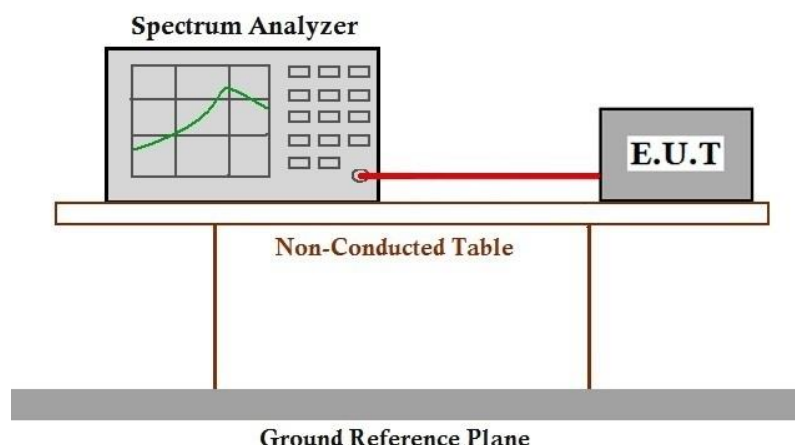 Spectrum Analyzer
E.U.T
Non-Conducted Table
Ground Reference Plane